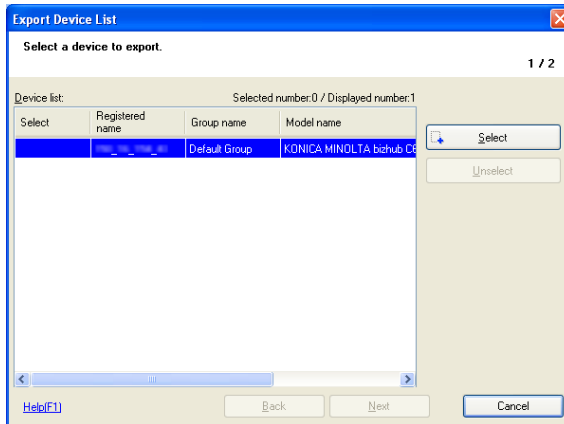 Export Device List
Select a device to export.
1 / 2
Device list:
Selected number:0 / Displayed number:1
Select
Registered name
Group name
Model name
Default Group
KONICA MINOLTA bizhub
Select
Unselect
Help(F1)
Back
Next
Cancel